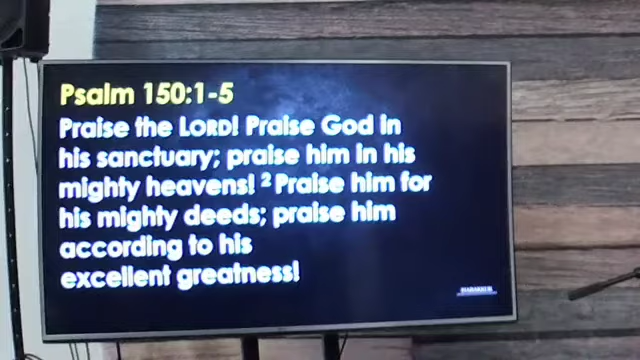 Psalm 150:1-5
Praise the LORD! Praise God in
his sanctuary; praise him in his
mighty heavens! ² Praise him for
his mighty deeds; praise him
according to his
excellent greatness!